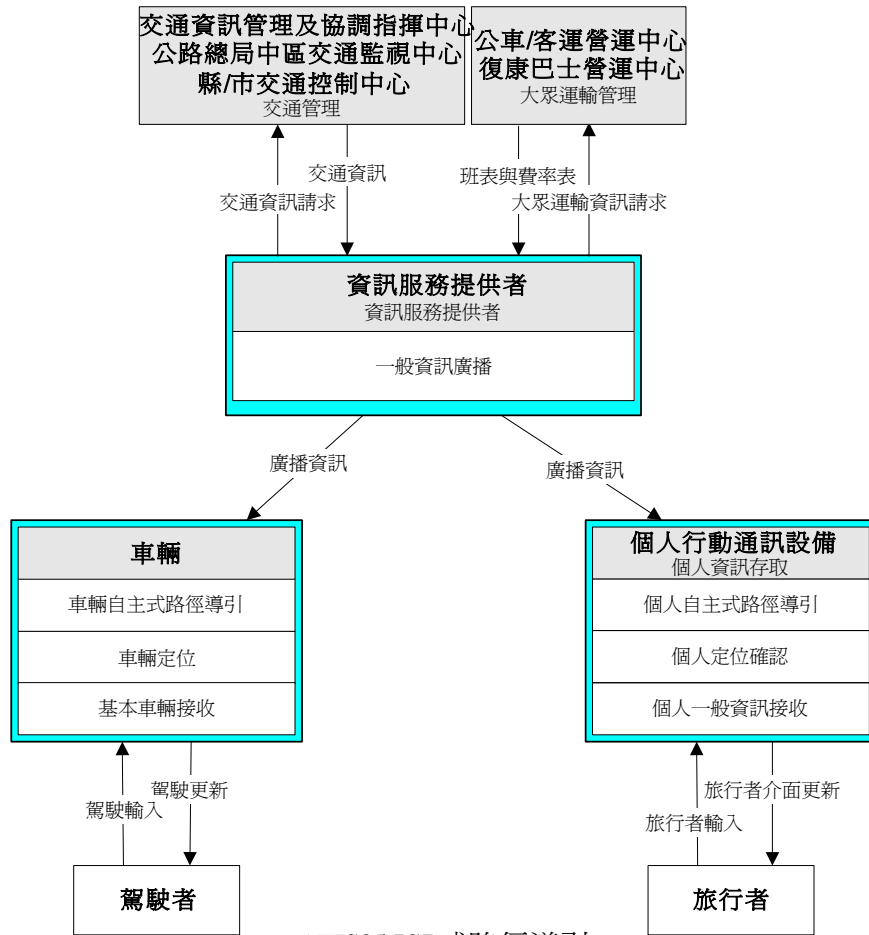 交通資訊管理及協調指揮中心
公路總局中區交通監視中心
縣/市交通控制中心
交通管理
公車/客運營運中心
復康巴士營運中心
大眾運輸管理
交通資訊
交通資訊請求
班表與費率表
大眾運輸資訊請求
資訊服務提供者
資訊服務提供者
一般資訊廣播
廣播資訊
廣播資訊
車輛
車輛自主式路徑導引
車輛定位
基本車輛接收
個人行動通訊設備
個人資訊存取
個人自主式路徑導引
個人定位確認
個人一般資訊接收
駕駛更新
駕駛輸入
旅行者介面更新
旅行者輸入
駕駛者
旅行者